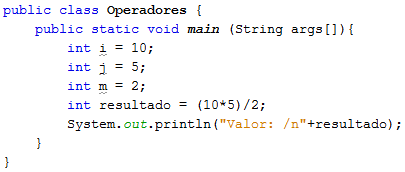 public class Operadores {
public static void main (String args[]){
int i = 10;
int j = 5;
int m = 2;
int resultado = (10*5)/2;
System.out.println("Valor: /n"+resultado);
}
}